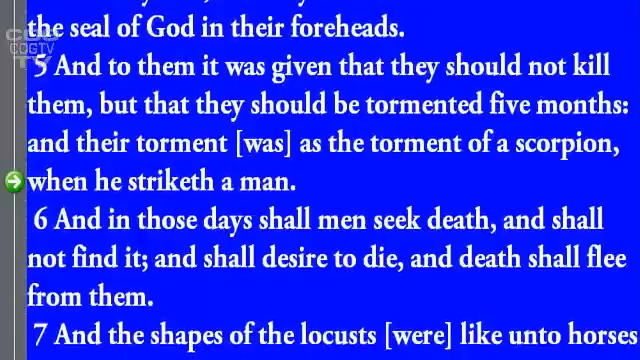 the seal of God in their foreheads.
5 And to them it was given that they should not kill
them, but that they should be tormented five months:
and their torment [was] as the torment of a scorpion,
when he striketh a man.
6 And in those days shall men seek death, and shall
not find it; and shall desire to die, and death shall flee
from them.
7 And the shapes of the locusts [were] like unto horses
COGTV
TV